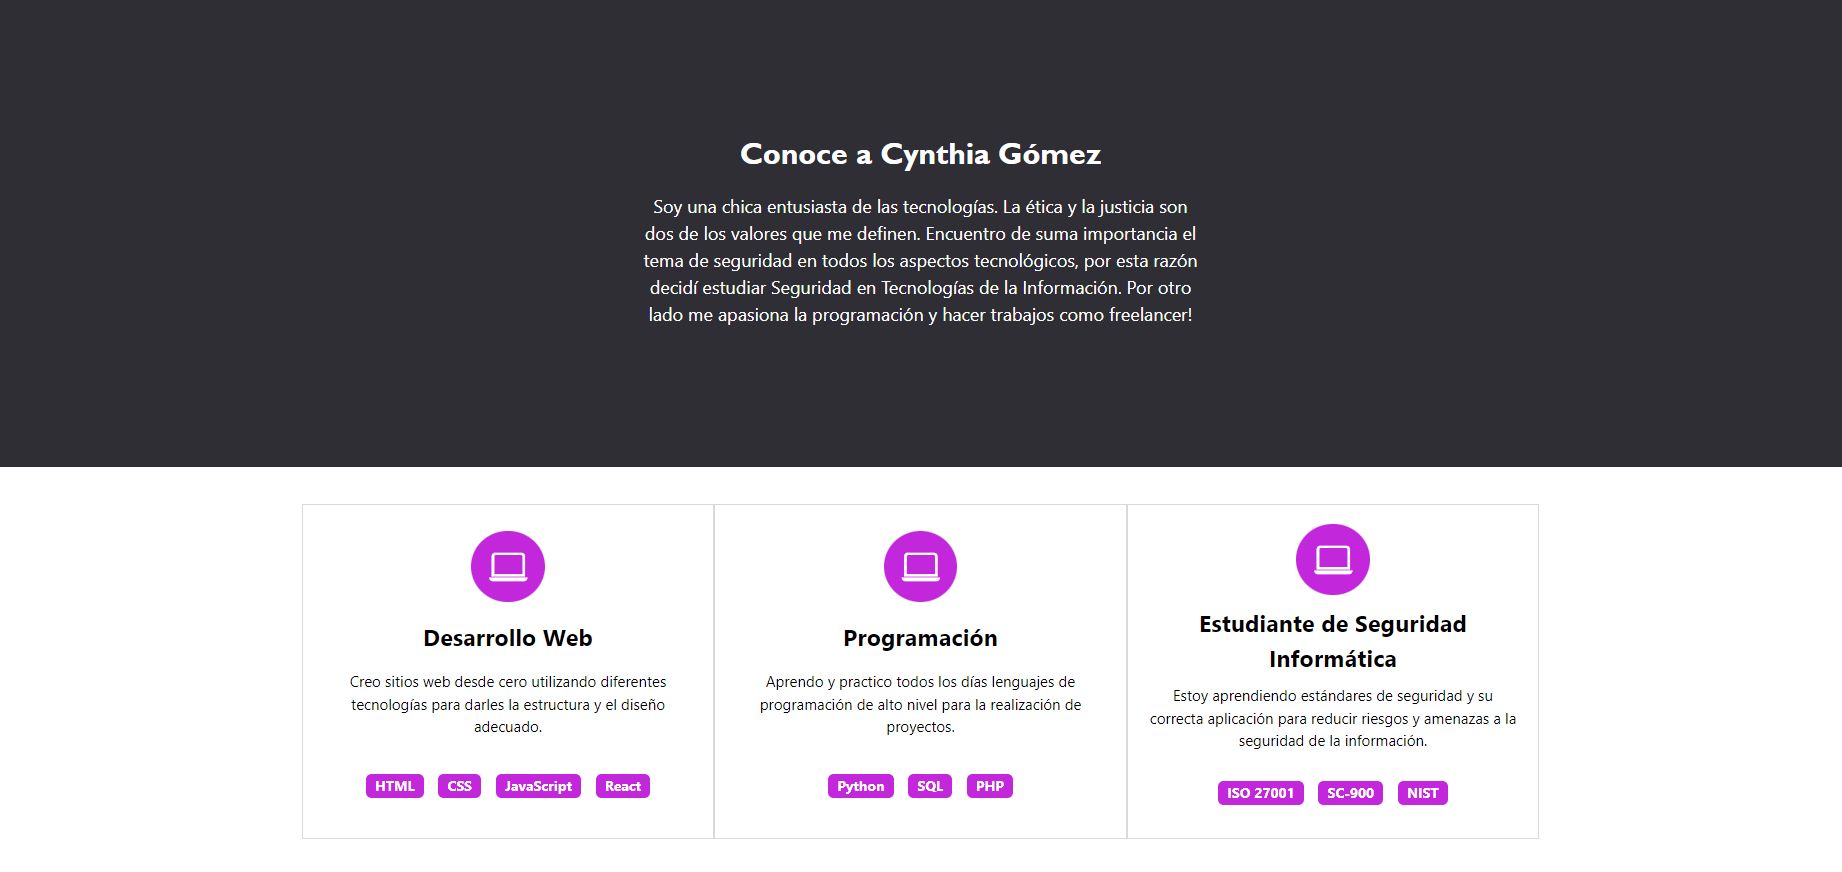 Conoce a Cynthia Gómez
Soy una chica entusiasta de las tecnologías. La ética y la justicia son
dos de los valores que me definen. Encuentro de suma importancia el
tema de seguridad en todos los aspectos tecnológicos, por esta razón
decidí estudiar Seguridad en Tecnologías de la Información. Por otro
lado me apasiona la programación y hacer trabajos como freelancer!
Desarrollo Web
Creo sitios web desde cero utilizando diferentes
tecnologías para darles la estructura y el diseño
adecuado.
HTML CSS JavaScript React
Programación
Aprendo y practico todos los días lenguajes de
programación de alto nivel para la realización de
proyectos.
Python SQL PHP
Estudiante de Seguridad
Informática
Estoy aprendiendo estándares de seguridad y su
correcta aplicación para reducir riesgos y amenazas a la
seguridad de la información.
ISO 27001 SC-900 NIST